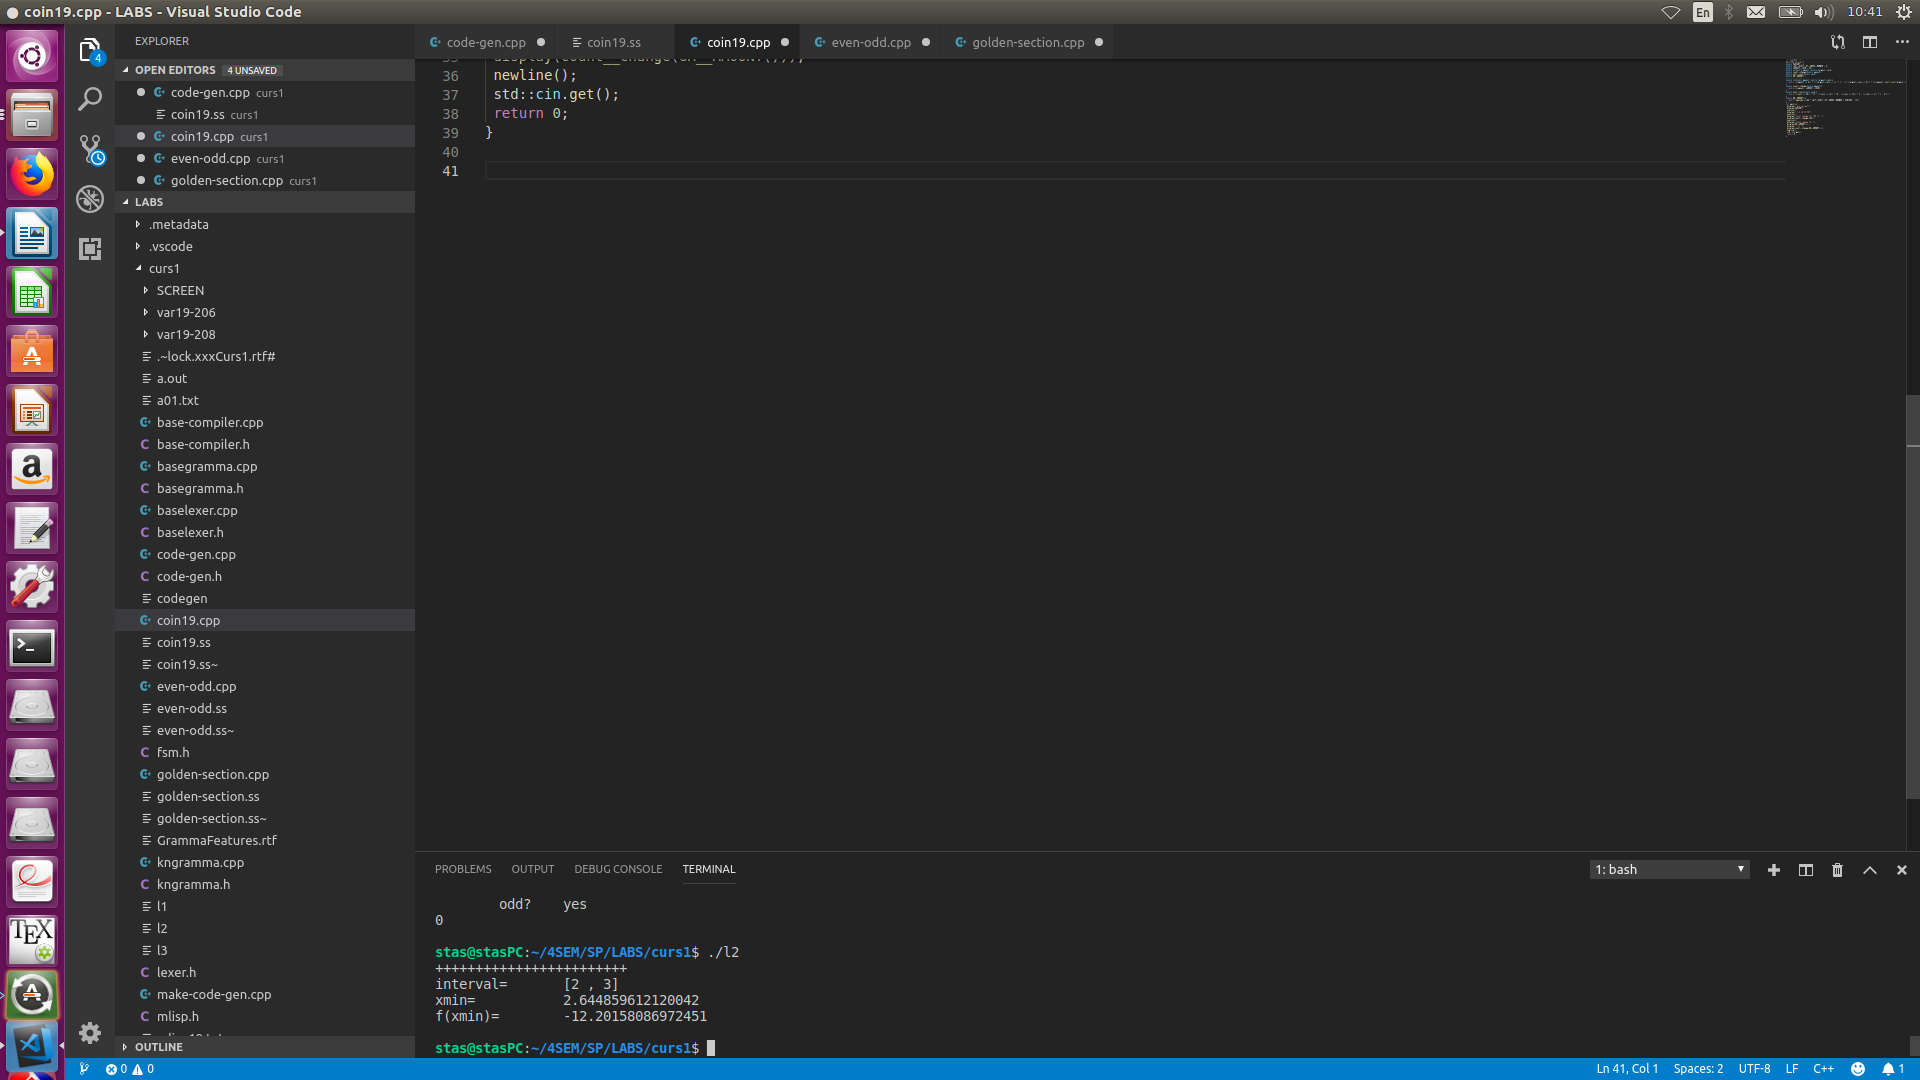 coin19.cpp - LABS - Visual Studio Code
En
10:41
4
EXPLORER
OPEN EDITORS 4 UNSAVED
code-gen.cpp curs1
coin19.ss curs1
coin19.cpp curs1
even-odd.cpp curs1
golden-section.cpp curs1
LABS
.metadata
.vscode
curs1
SCREEN
var19-206
var19-208
.~lock.xxxCurs1.rtf#
a.out
a01.txt
base-compiler.cpp
base-compiler.h
basegramma.cpp
basegramma.h
baselexer.cpp
baselexer.h
code-gen.cpp
code-gen.h
codegen
coin19.cpp
coin19.ss
coin19.ss~
even-odd.cpp
even-odd.ss
even-odd.ss~
fsm.h
golden-section.cpp
golden-section.ss
golden-section.ss~
GrammaFeatures.rtf
kngramma.cpp
kngramma.h
l1
l2
l3
lexer.h
make-code-gen.cpp
mlisp.h
OUTLINE
code-gen.cpp
coin19.ss
coin19.cpp
even-odd.cpp
golden-section.cpp
36 newline();
37 std::cin.get();
38 return 0;
39 }
40
41
PROBLEMS OUTPUT DEBUG CONSOLE TERMINAL
1: bash
odd? yes
0
stas@stasPC:~/4SEM/SP/LABS/curs1$ ./l2
++++++++++++++++++++++++
interval= [2 , 3]
xmin= 2.644859612120042
f(xmin)= -12.20158086972451
stas@stasPC:~/4SEM/SP/LABS/curs1$
0 0
Ln 41, Col 1 Spaces: 2 UTF-8 LF C++ 1